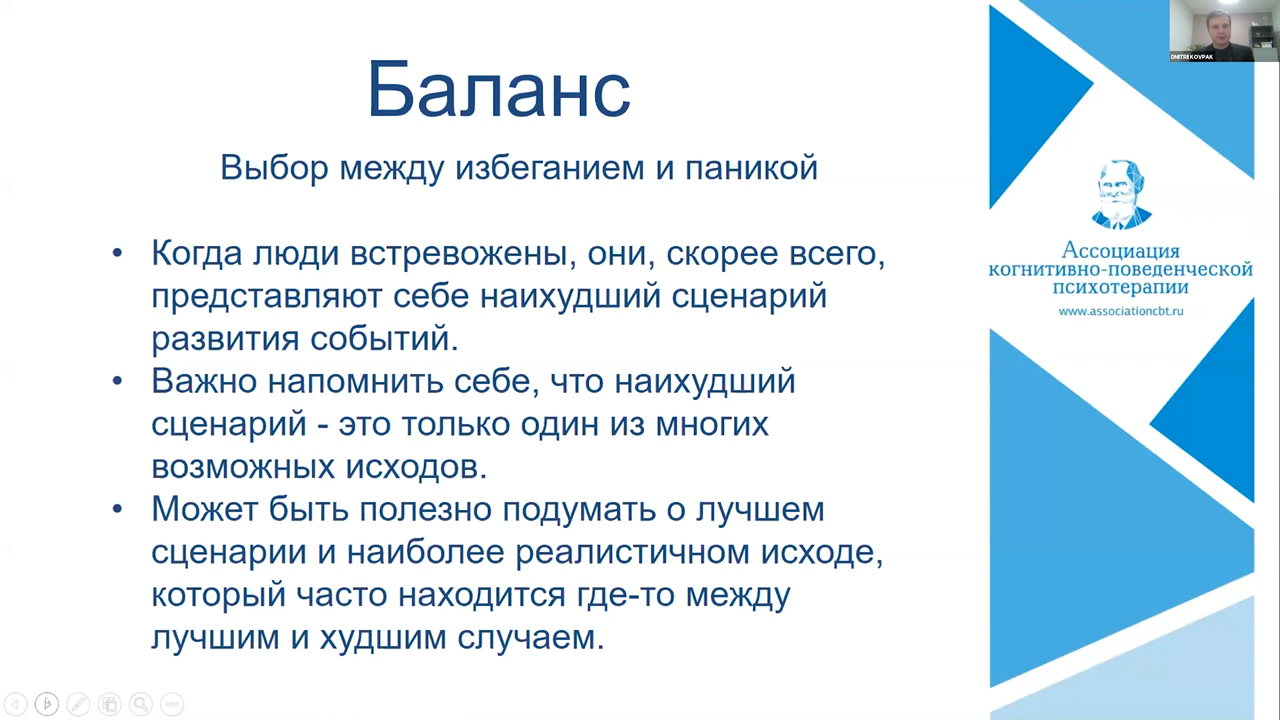 Баланс
Выбор между избеганием и паникой
• Когда люди встревожены, они, скорее всего,
представляют себе наихудший сценарий
развития событий.
• Важно напомнить себе, что наихудший
сценарий - это только один из многих
возможных исходов.
• Может быть полезно подумать о лучшем
сценарии и наиболее реалистичном исходе,
который часто находится где-то между
лучшим и худшим случаем.
DMITRII KOVPAK
Ассоциация
когнитивно-поведенческой
психотерапии
www.associationcbt.ru